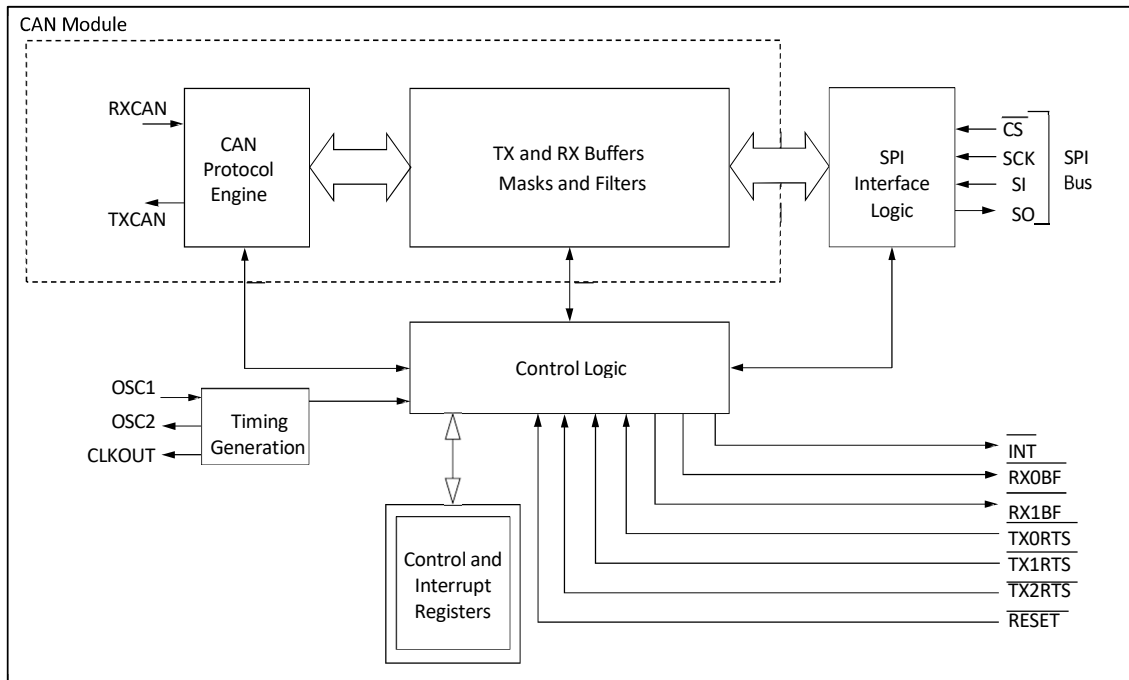 CAN Module
RXCAN
TXCAN
CAN
Protocol
Engine
TX and RX Buffers
Masks and Filters
SPI
Interface
Logic
CS
SCK
SI
SO
SPI
Bus
Control Logic
OSC1
OSC2
CLKOUT
Timing
Generation
Control and
Interrupt
Registers
INT
RX0BF
RX1BF
TX0RTS
TX1RTS
TX2RTS
RESET